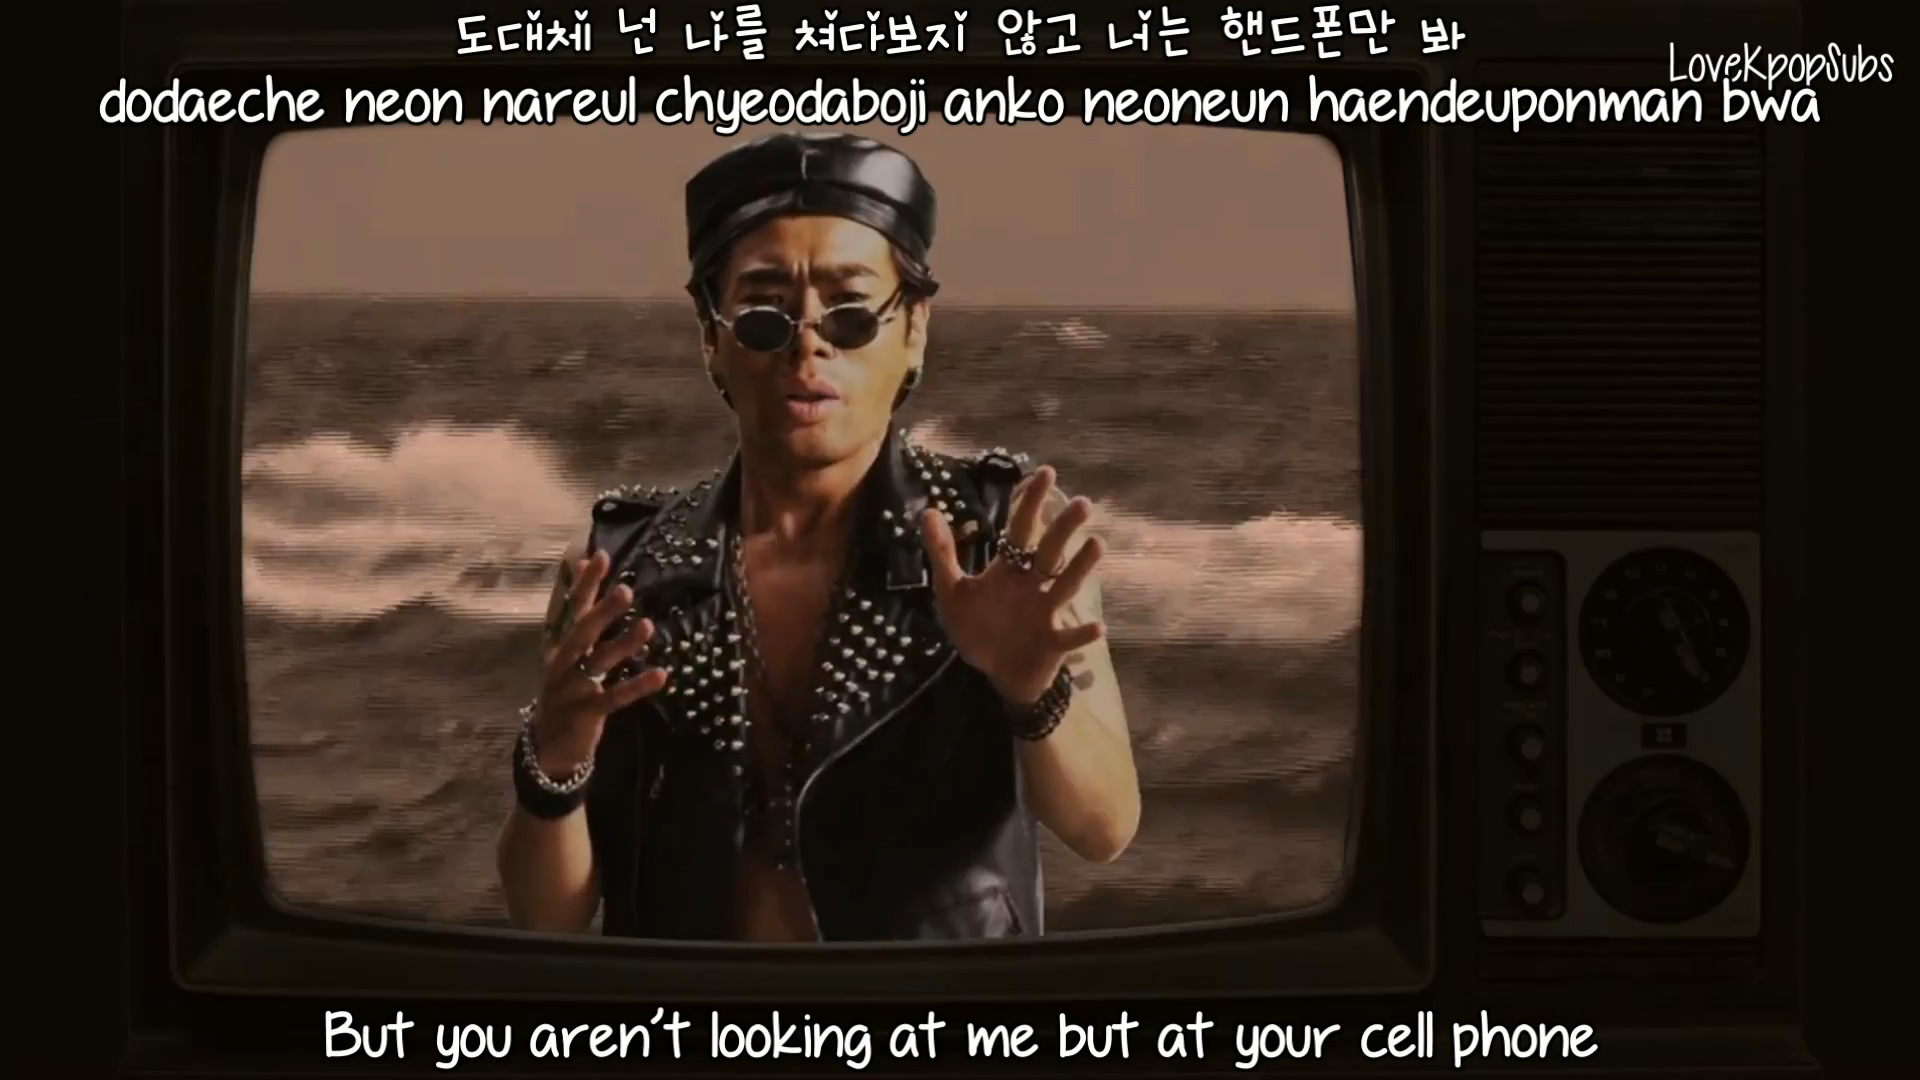 도대체 넌 나를 쳐다보지 않고 너는 핸드폰만 봐
LoveKpopSubs
dodaeche neon nareul chyeodaboji anko neoneun haendeuponman bwa
But you aren't looking at me but at your cell phone